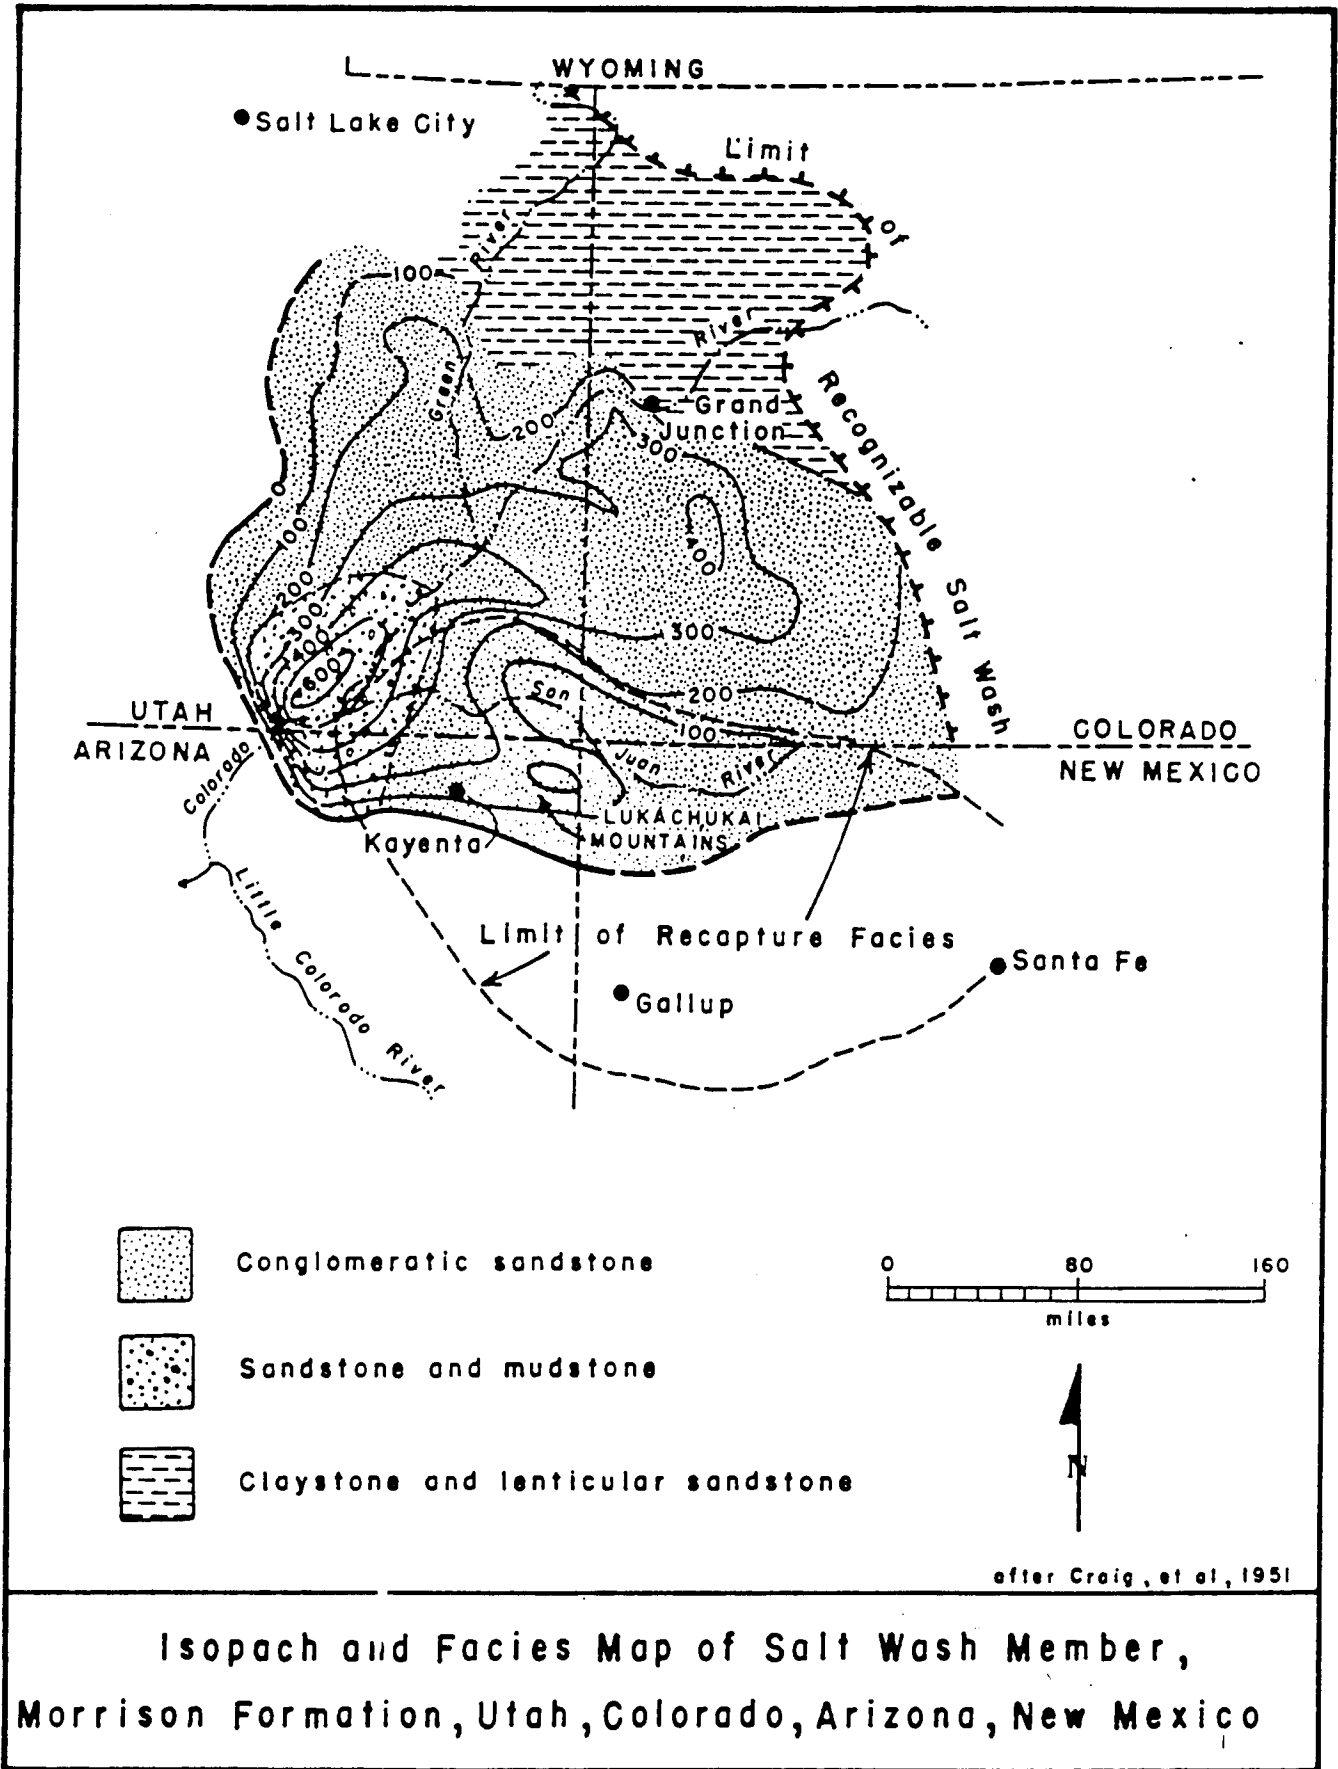 WYOMING
Salt Lake City
Limit
of
Recognizable
Salt Wash
River
100
River
Green
Grand
Junction
200
300
400
0
100
200
300
400
600
300
200
100
San
Juan
River
UTAH
ARIZONA
COLORADO
NEW MEXICO
Colorado
Kayenta
LUKACHUKAI
MOUNTAINS
Little Colorado River
Limit of Recapture Facies
Santa Fe
Gallup
Conglomeratic sandstone
Sandstone and mudstone
Claystone and lenticular sandstone
0 80 160
miles
N
after Craig, et al, 1951
Isopach and Facies Map of Salt Wash Member,
Morrison Formation, Utah, Colorado, Arizona, New Mexico